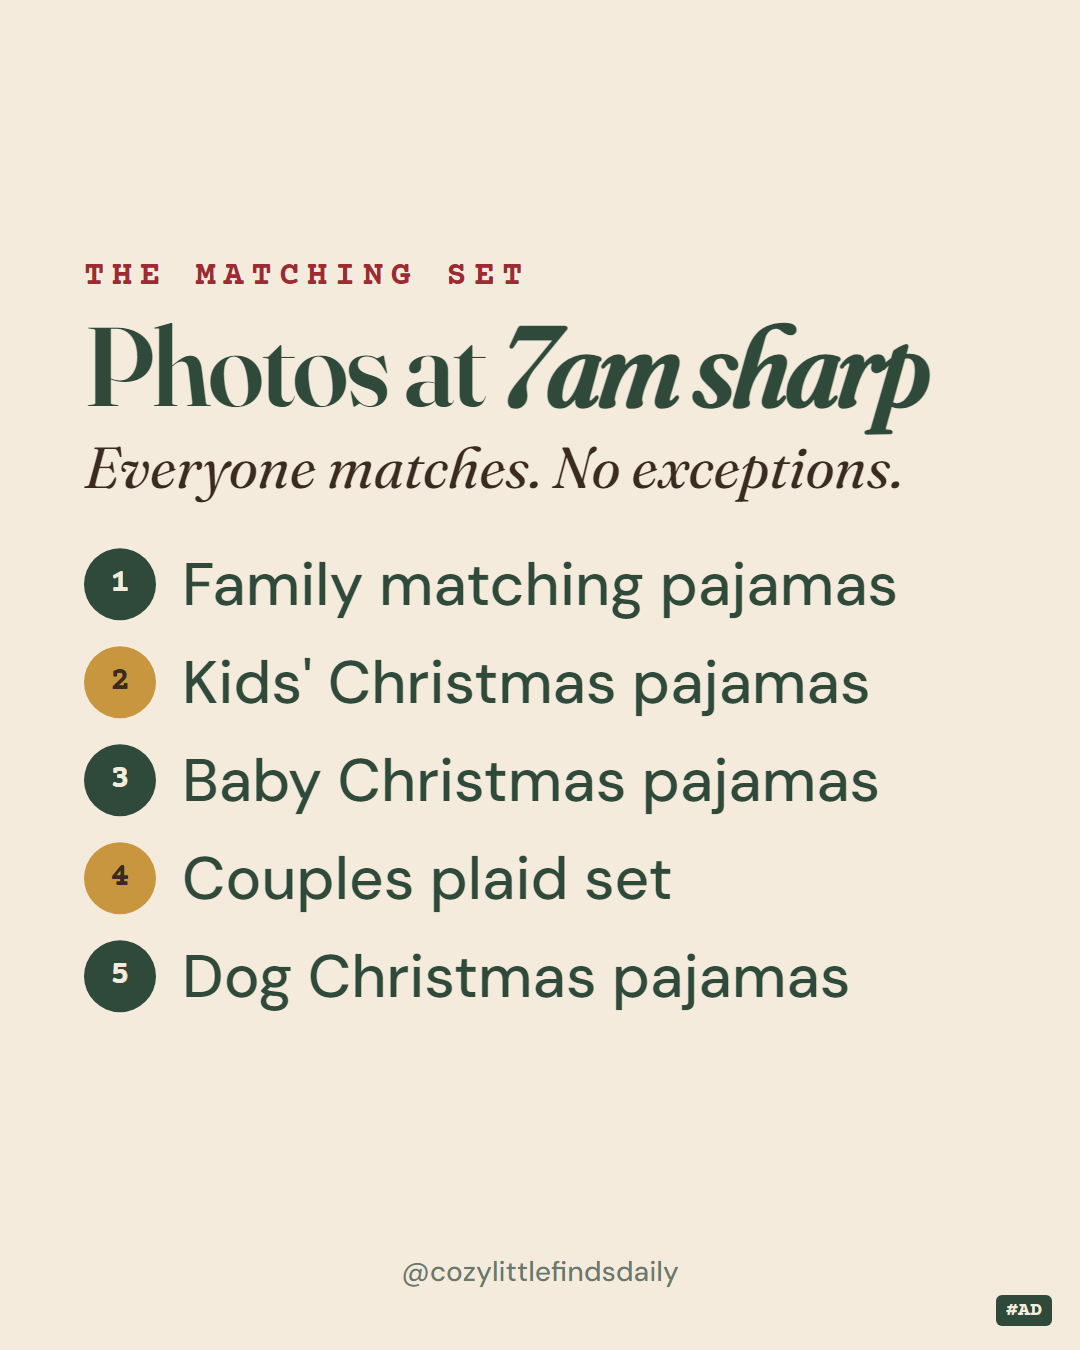 THE MATCHING SET
Photos at 7am sharp
Everyone matches. No exceptions.
1 Family matching pajamas
2 Kids' Christmas pajamas
3 Baby Christmas pajamas
4 Couples plaid set
5 Dog Christmas pajamas
@cozylittlefindsdaily
#AD